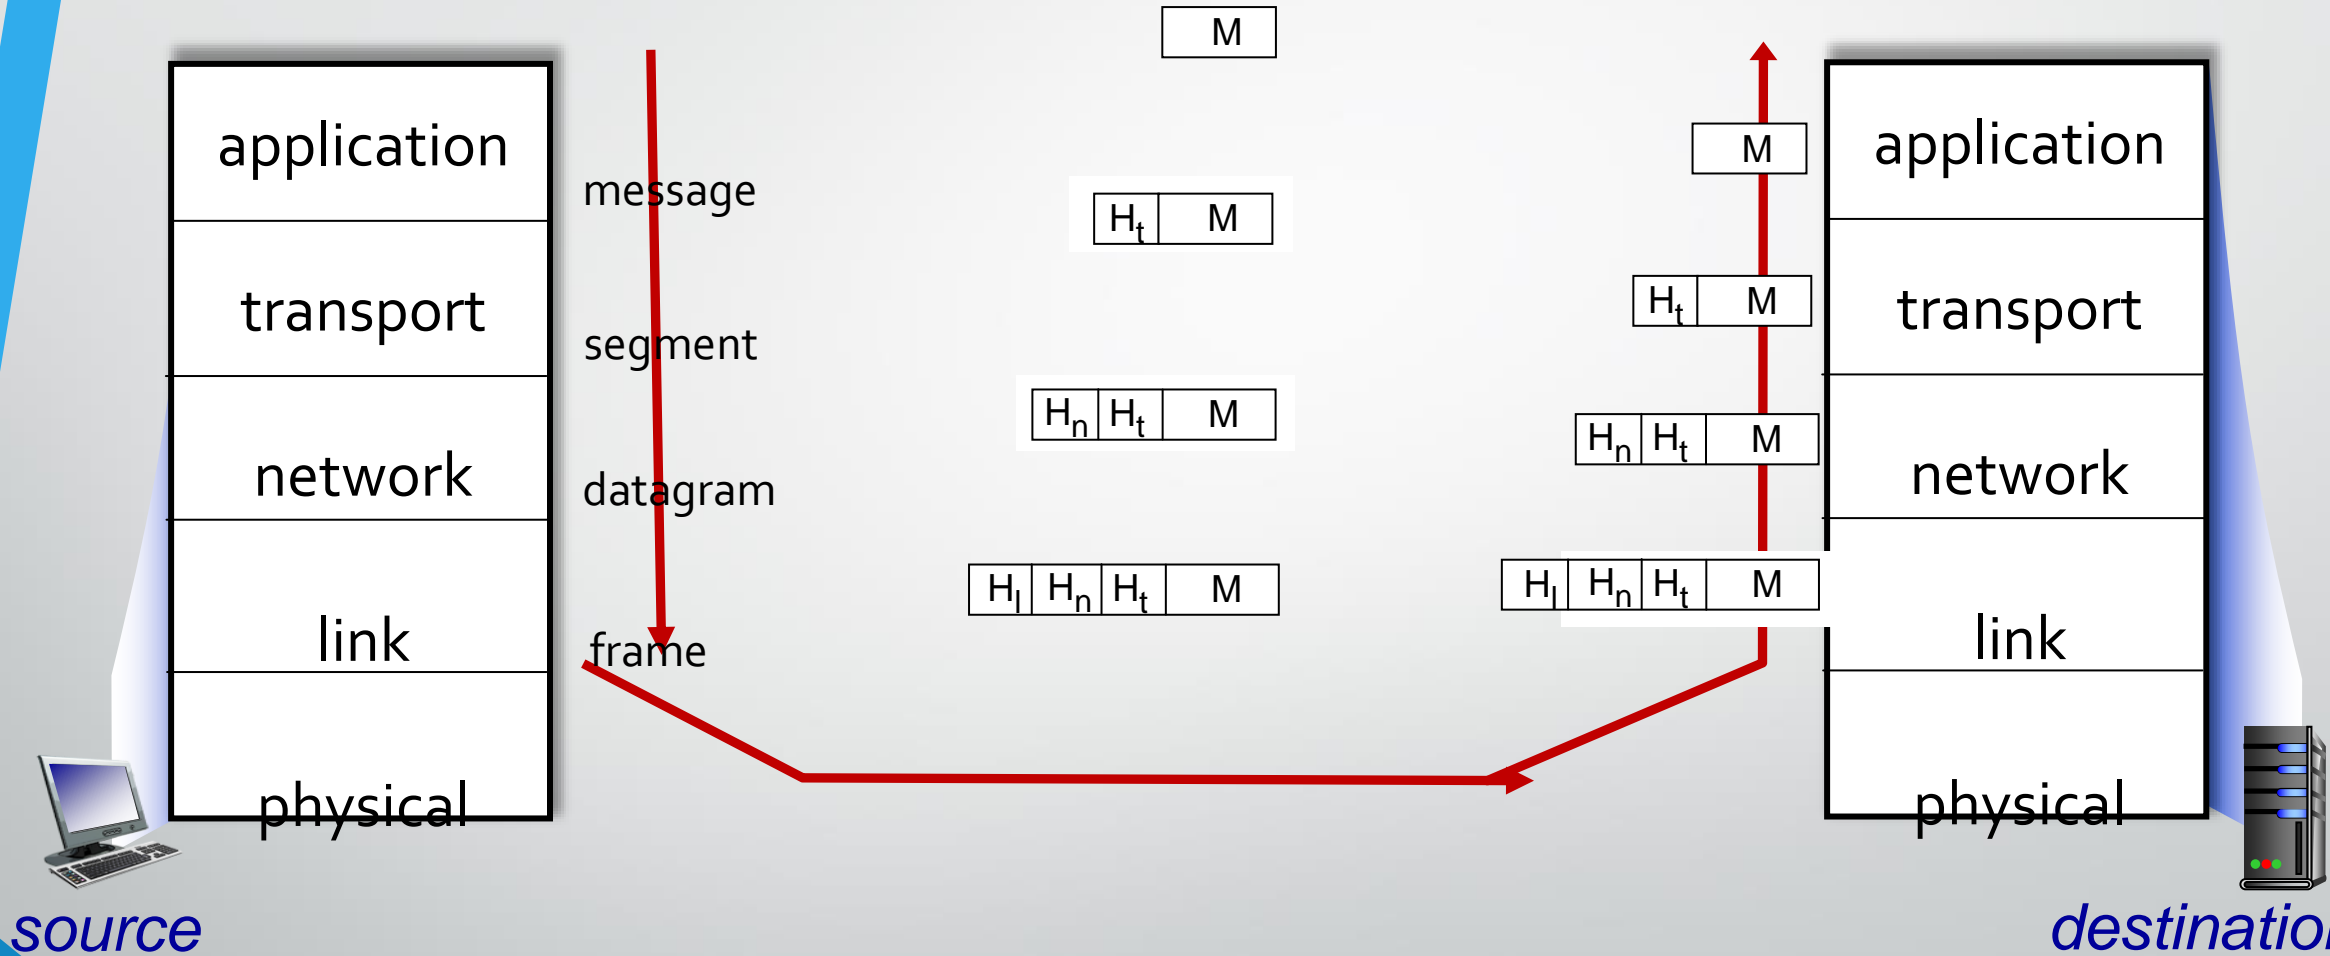 M
application
transport
network
link
physical
message
segment
datagram
frame
Ht M
Hn Ht M
Hl Hn Ht M
M
Ht M
Hn Ht M
Hl Hn Ht M
application
transport
network
link
physical
source
destination